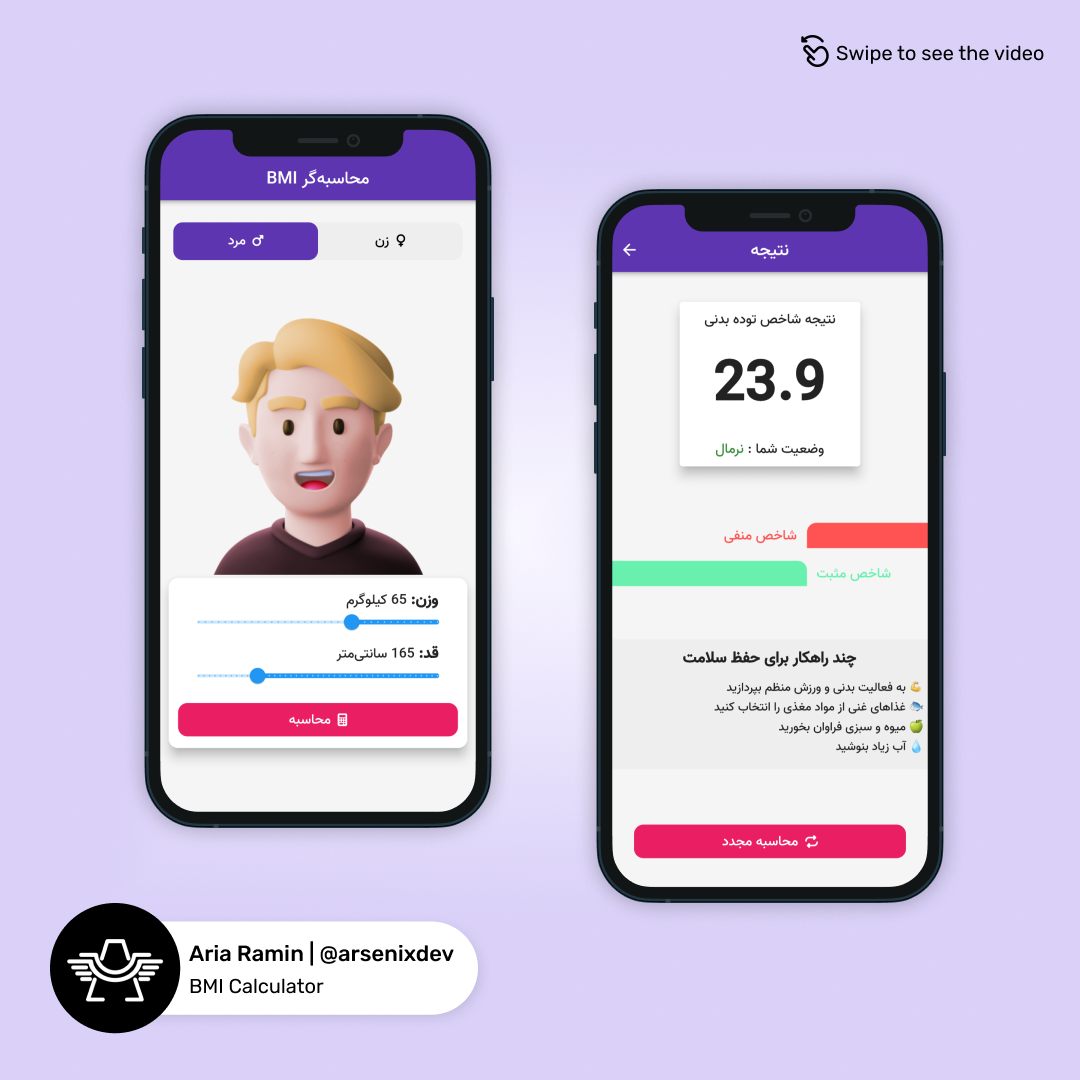 Swipe to see the video
محاسبه‌گر BMI
مرد
زن
وزن: 65 کیلوگرم
قد: 165 سانتی‌متر
محاسبه
نتیجه
نتیجه شاخص توده بدنی
23.9
وضعیت شما : نرمال
شاخص منفی
شاخص مثبت
چند راهکار برای حفظ سلامت
💪 به فعالیت بدنی و ورزش منظم بپردازید
🐟 غذاهای غنی از مواد مغذی را انتخاب کنید
🍏 میوه و سبزی فراوان بخورید
💧 آب زیاد بنوشید
محاسبه مجدد
Aria Ramin | @arsenixdev
BMI Calculator